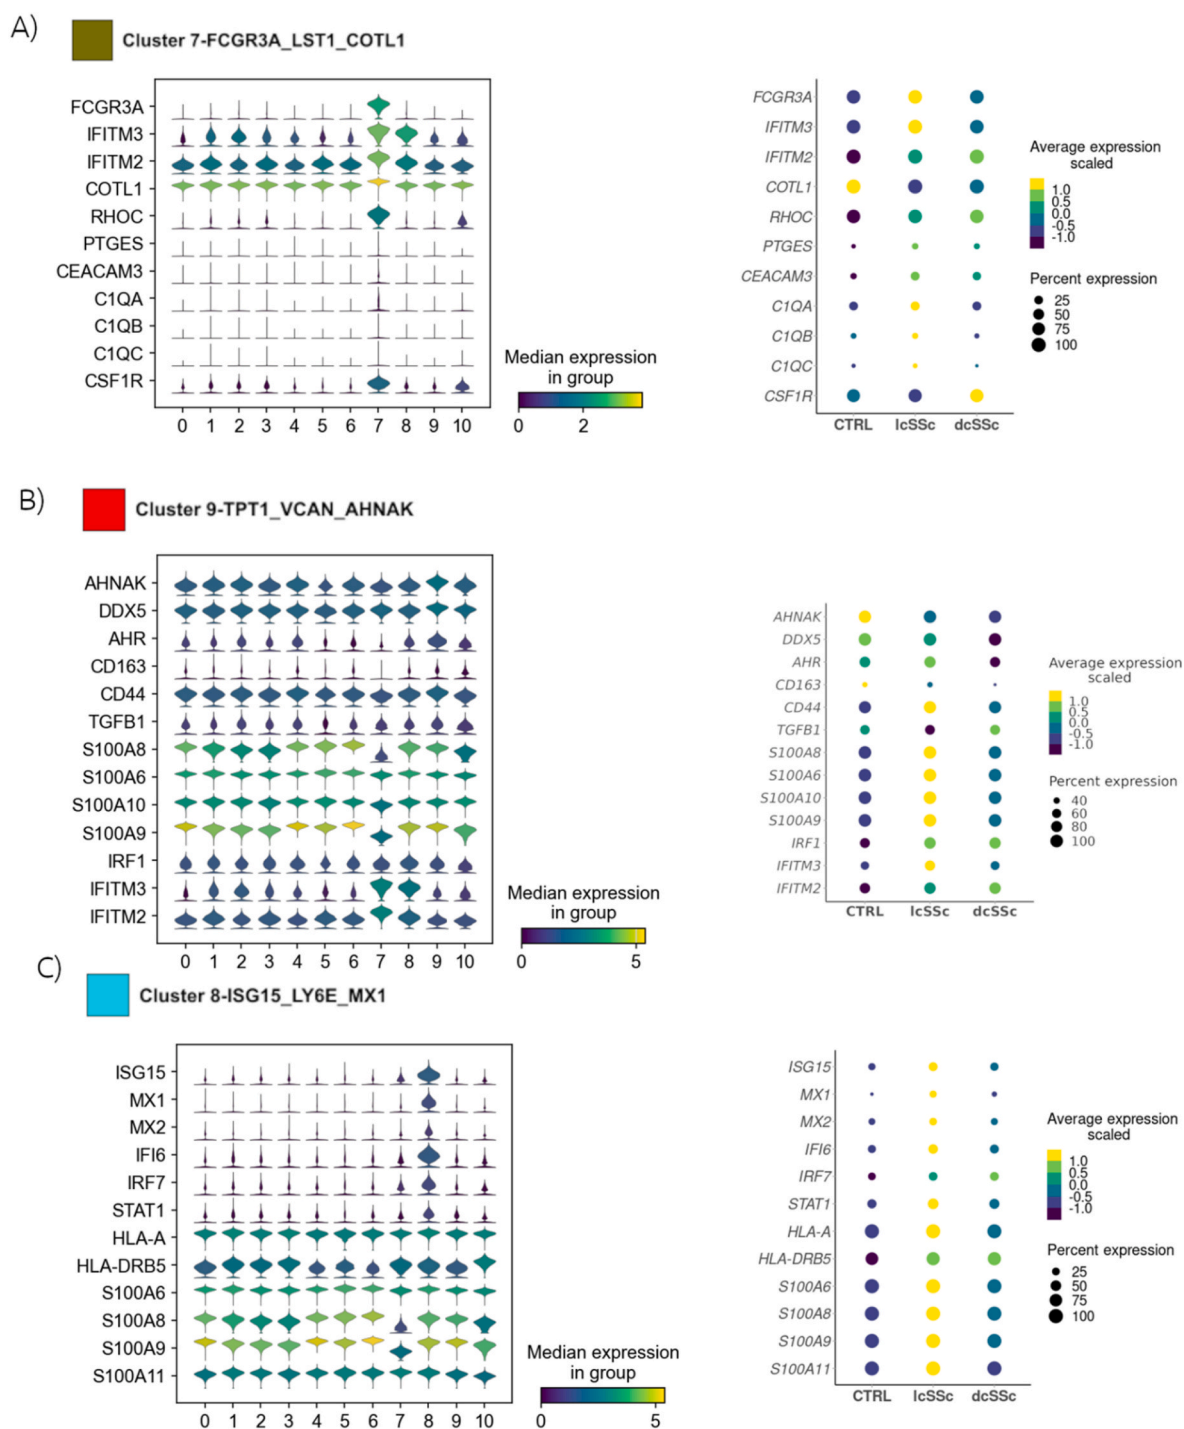 A)
Cluster 7-FCGR3A_LST1_COTL1
FCGR3A
IFITM3
IFITM2
COTL1
RHOC
PTGES
CEACAM3
C1QA
C1QB
C1QC
CSF1R
0 1 2 3 4 5 6 7 8 9 10
Median expression
in group
0 2
FCGR3A
IFITM3
IFITM2
COTL1
RHOC
PTGES
CEACAM3
C1QA
C1QB
C1QC
CSF1R
CTRL lcSSc dcSSc
Average expression
scaled
1.0
0.5
0.0
-0.5
-1.0
Percent expression
25
50
75
100
B)
Cluster 9-TPT1_VCAN_AHNAK
AHNAK
DDX5
AHR
CD163
CD44
TGFB1
S100A8
S100A6
S100A10
S100A9
IRF1
IFITM3
IFITM2
0 1 2 3 4 5 6 7 8 9 10
Median expression
in group
0 5
AHNAK
DDX5
AHR
CD163
CD44
TGFB1
S100A8
S100A6
S100A10
S100A9
IRF1
IFITM3
IFITM2
CTRL lcSSc dcSSc
Average expression
scaled
1.0
0.5
0.0
-0.5
-1.0
Percent expression
40
60
80
100
C)
Cluster 8-ISG15_LY6E_MX1
ISG15
MX1
MX2
IFI6
IRF7
STAT1
HLA-A
HLA-DRB5
S100A6
S100A8
S100A9
S100A11
0 1 2 3 4 5 6 7 8 9 10
Median expression
in group
0 5
ISG15
MX1
MX2
IFI6
IRF7
STAT1
HLA-A
HLA-DRB5
S100A6
S100A8
S100A9
S100A11
CTRL lcSSc dcSSc
Average expression
scaled
1.0
0.5
0.0
-0.5
-1.0
Percent expression
25
50
75
100